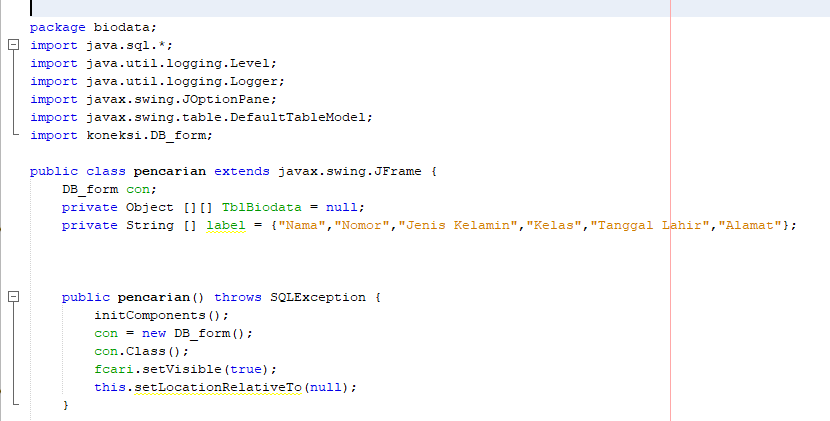 package biodata;
import java.sql.*;
import java.util.logging.Level;
import java.util.logging.Logger;
import javax.swing.JOptionPane;
import javax.swing.table.DefaultTableModel;
import koneksi.DB_form;
public class pencarian extends javax.swing.JFrame {
DB_form con;
private Object [][] TblBiodata = null;
private String [] label = {"Nama","Nomor","Jenis Kelamin","Kelas","Tanggal Lahir","Alamat"};
public pencarian() throws SQLException {
initComponents();
con = new DB_form();
con.Class();
fcari.setVisible(true);
this.setLocationRelativeTo(null);
}